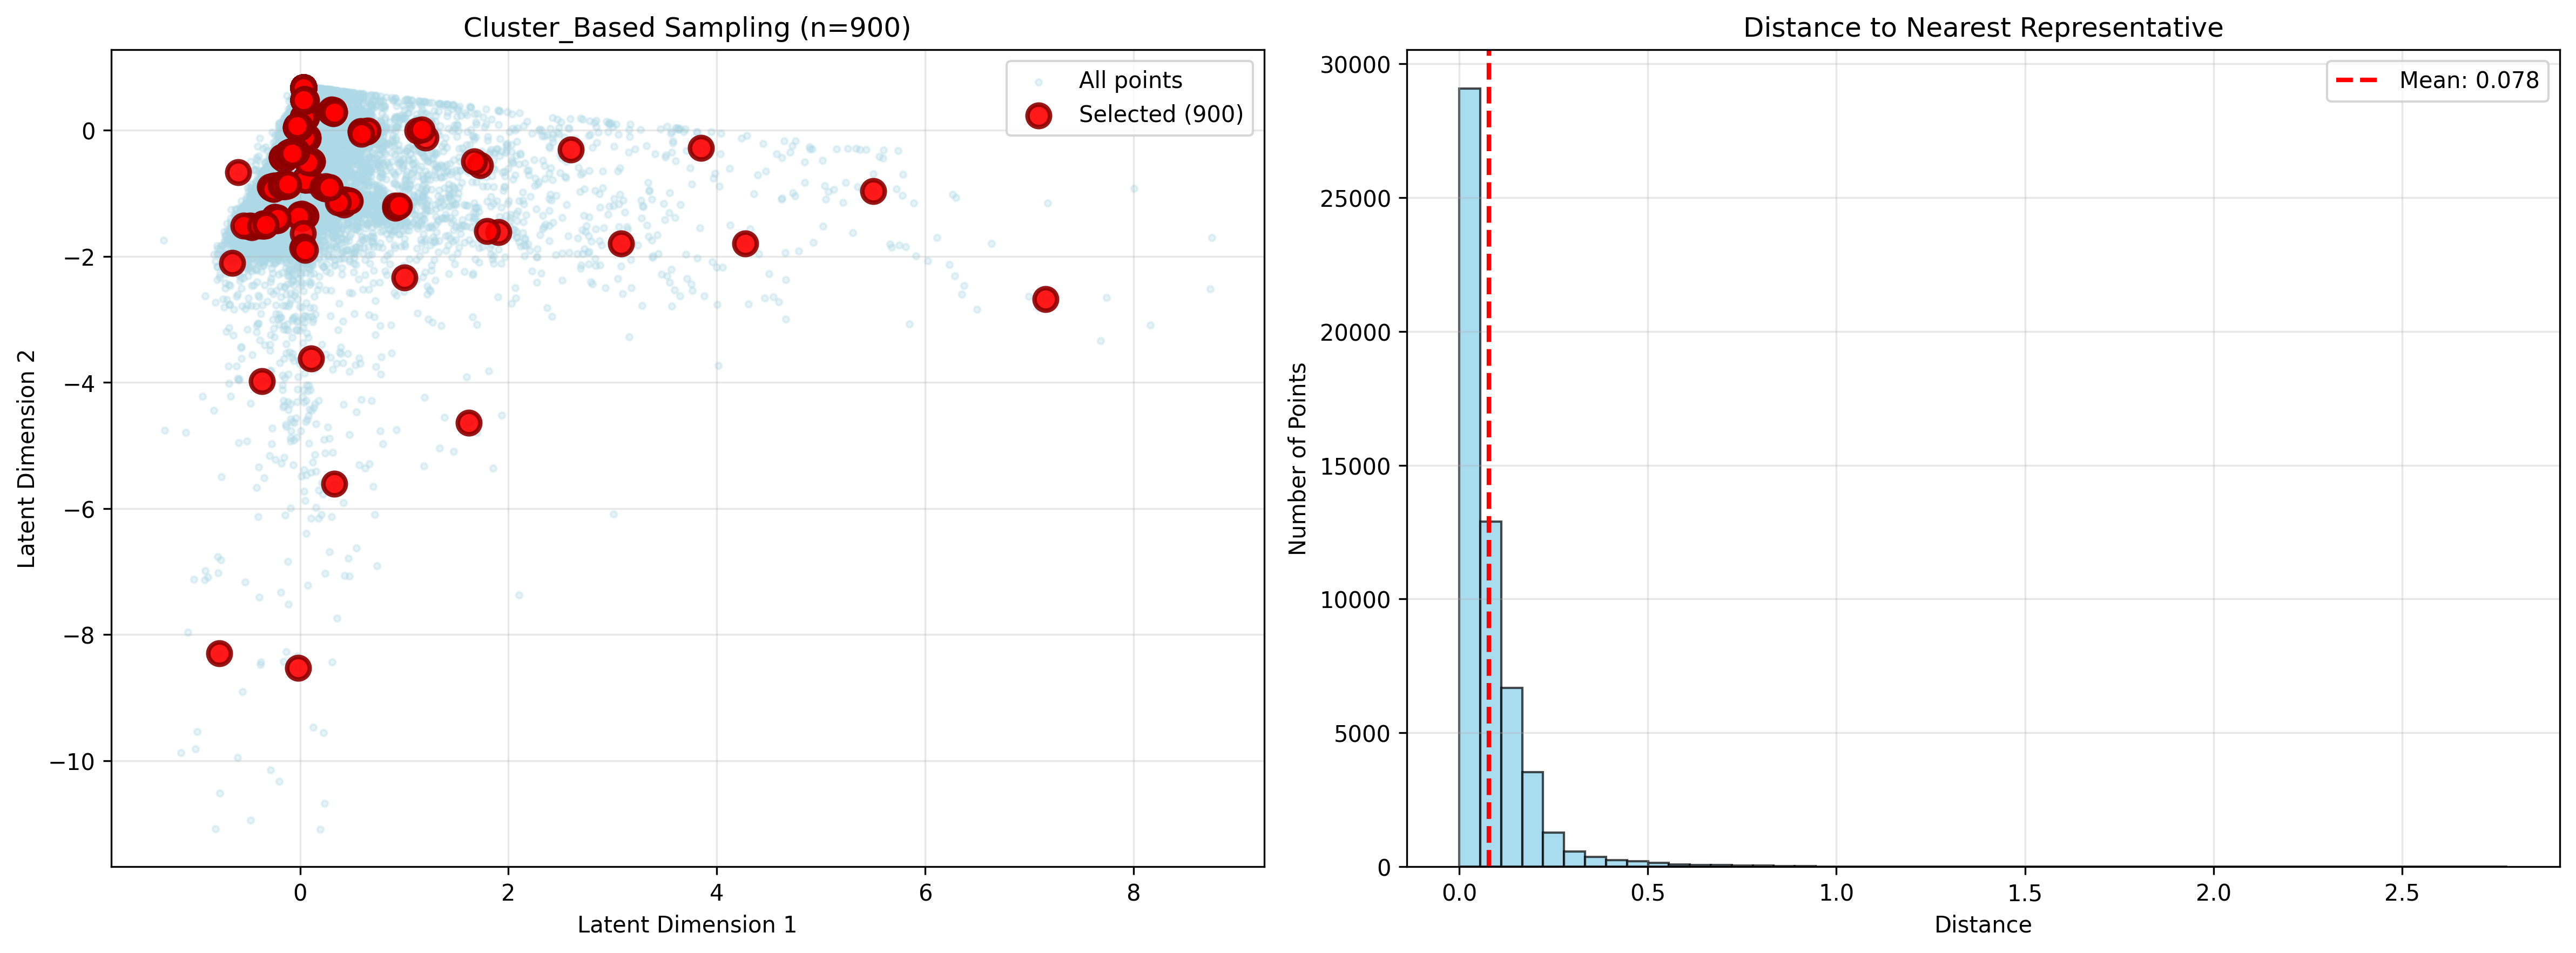 Cluster_Based Sampling (n=900)
All points
Selected (900)
0
−2
−4
−6
−8
−10
Latent Dimension 2
0
2
4
6
8
Latent Dimension 1
Distance to Nearest Representative
Mean: 0.078
30000
25000
20000
15000
10000
5000
0
Number of Points
0.0
0.5
1.0
1.5
2.0
2.5
Distance